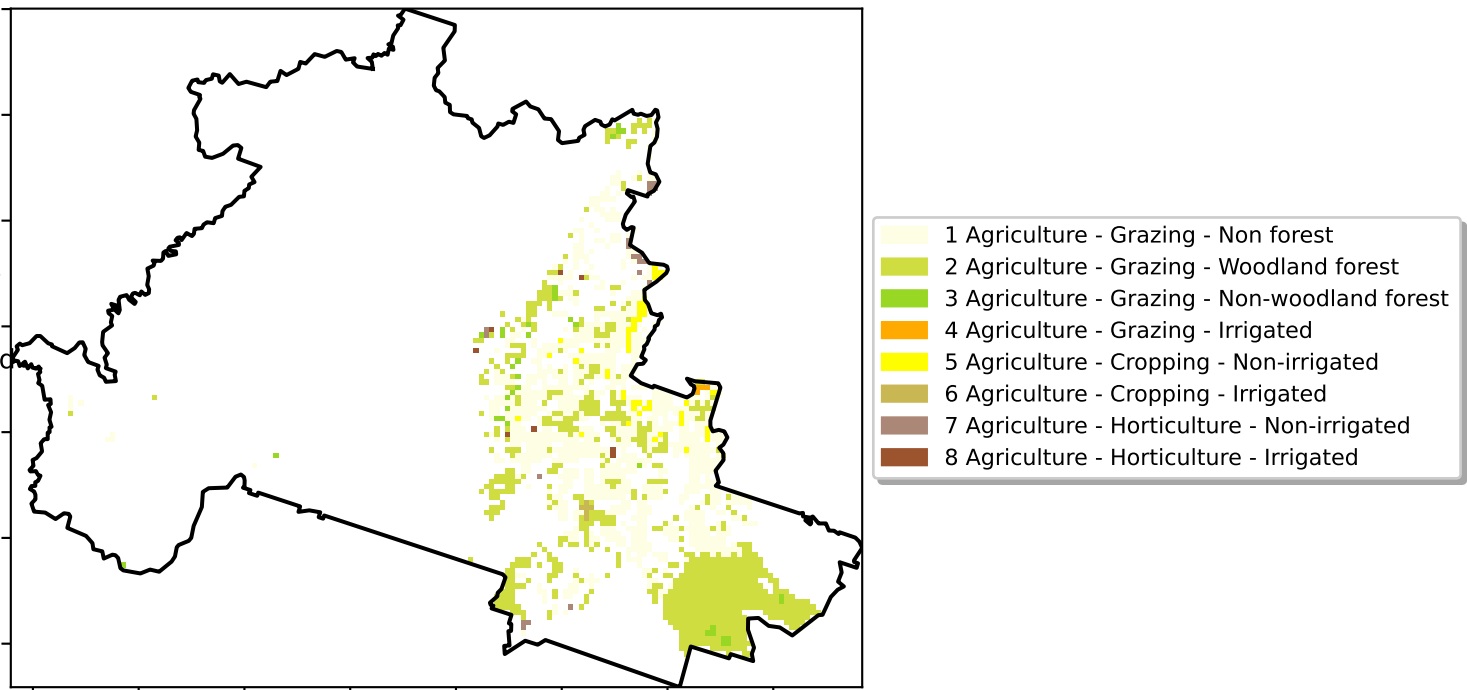 1 Agriculture - Grazing - Non forest
2 Agriculture - Grazing - Woodland forest
3 Agriculture - Grazing - Non-woodland forest
4 Agriculture - Grazing - Irrigated
5 Agriculture - Cropping - Non-irrigated
6 Agriculture - Cropping - Irrigated
7 Agriculture - Horticulture - Non-irrigated
8 Agriculture - Horticulture - Irrigated